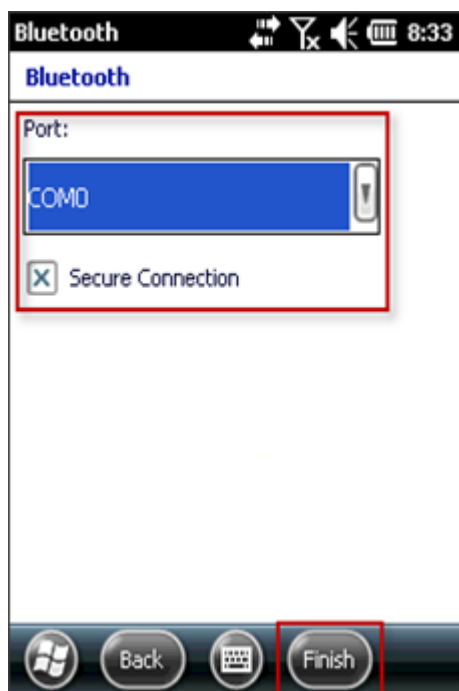 Bluetooth 8:33
Bluetooth
Port:
COM0
Secure Connection
Back Finish